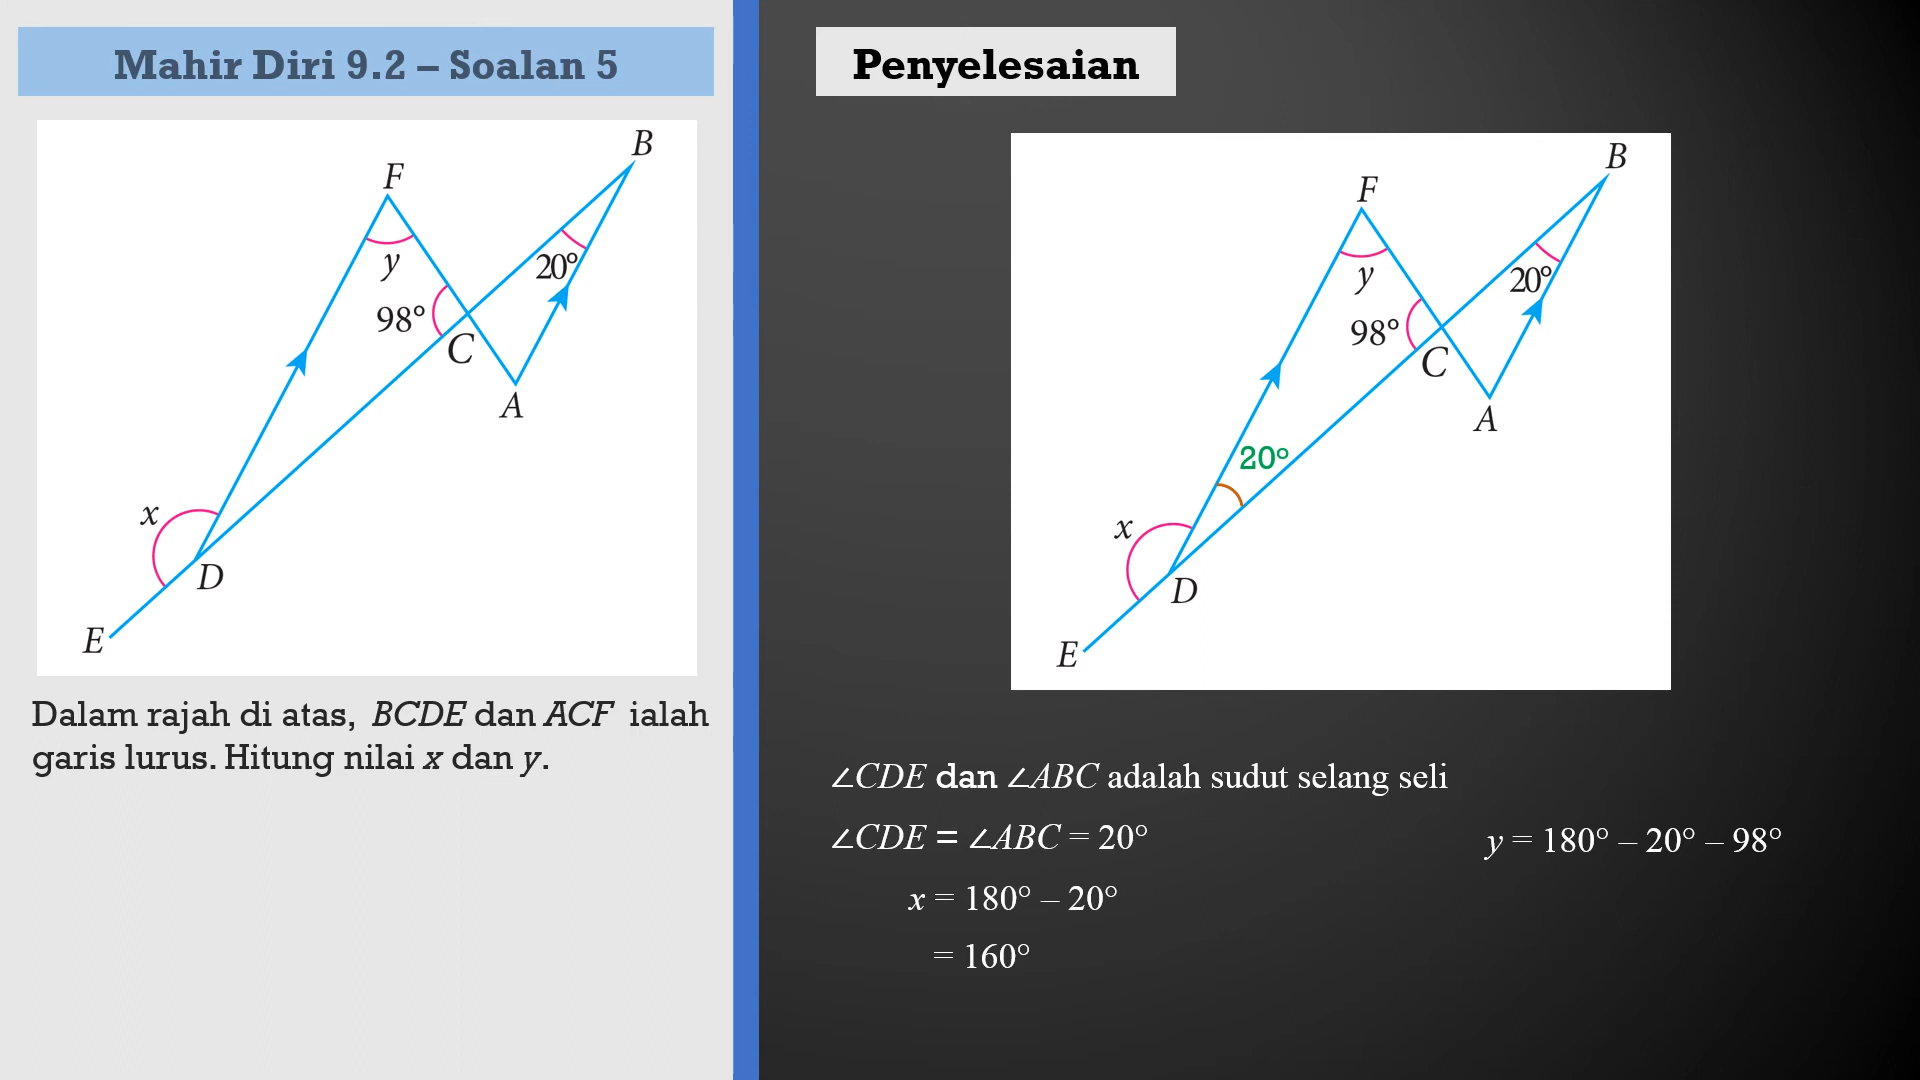 Mahir Diri 9.2 – Soalan 5
B
F
y
20°
98°
C
A
x
D
E
Dalam rajah di atas, BCDE dan ACF ialah
garis lurus. Hitung nilai x dan y.
Penyelesaian
B
F
y
20°
98°
C
A
20°
x
D
E
∠CDE dan ∠ABC adalah sudut selang seli
∠CDE = ∠ABC = 20°
x = 180° – 20°
= 160°
y = 180° – 20° – 98°